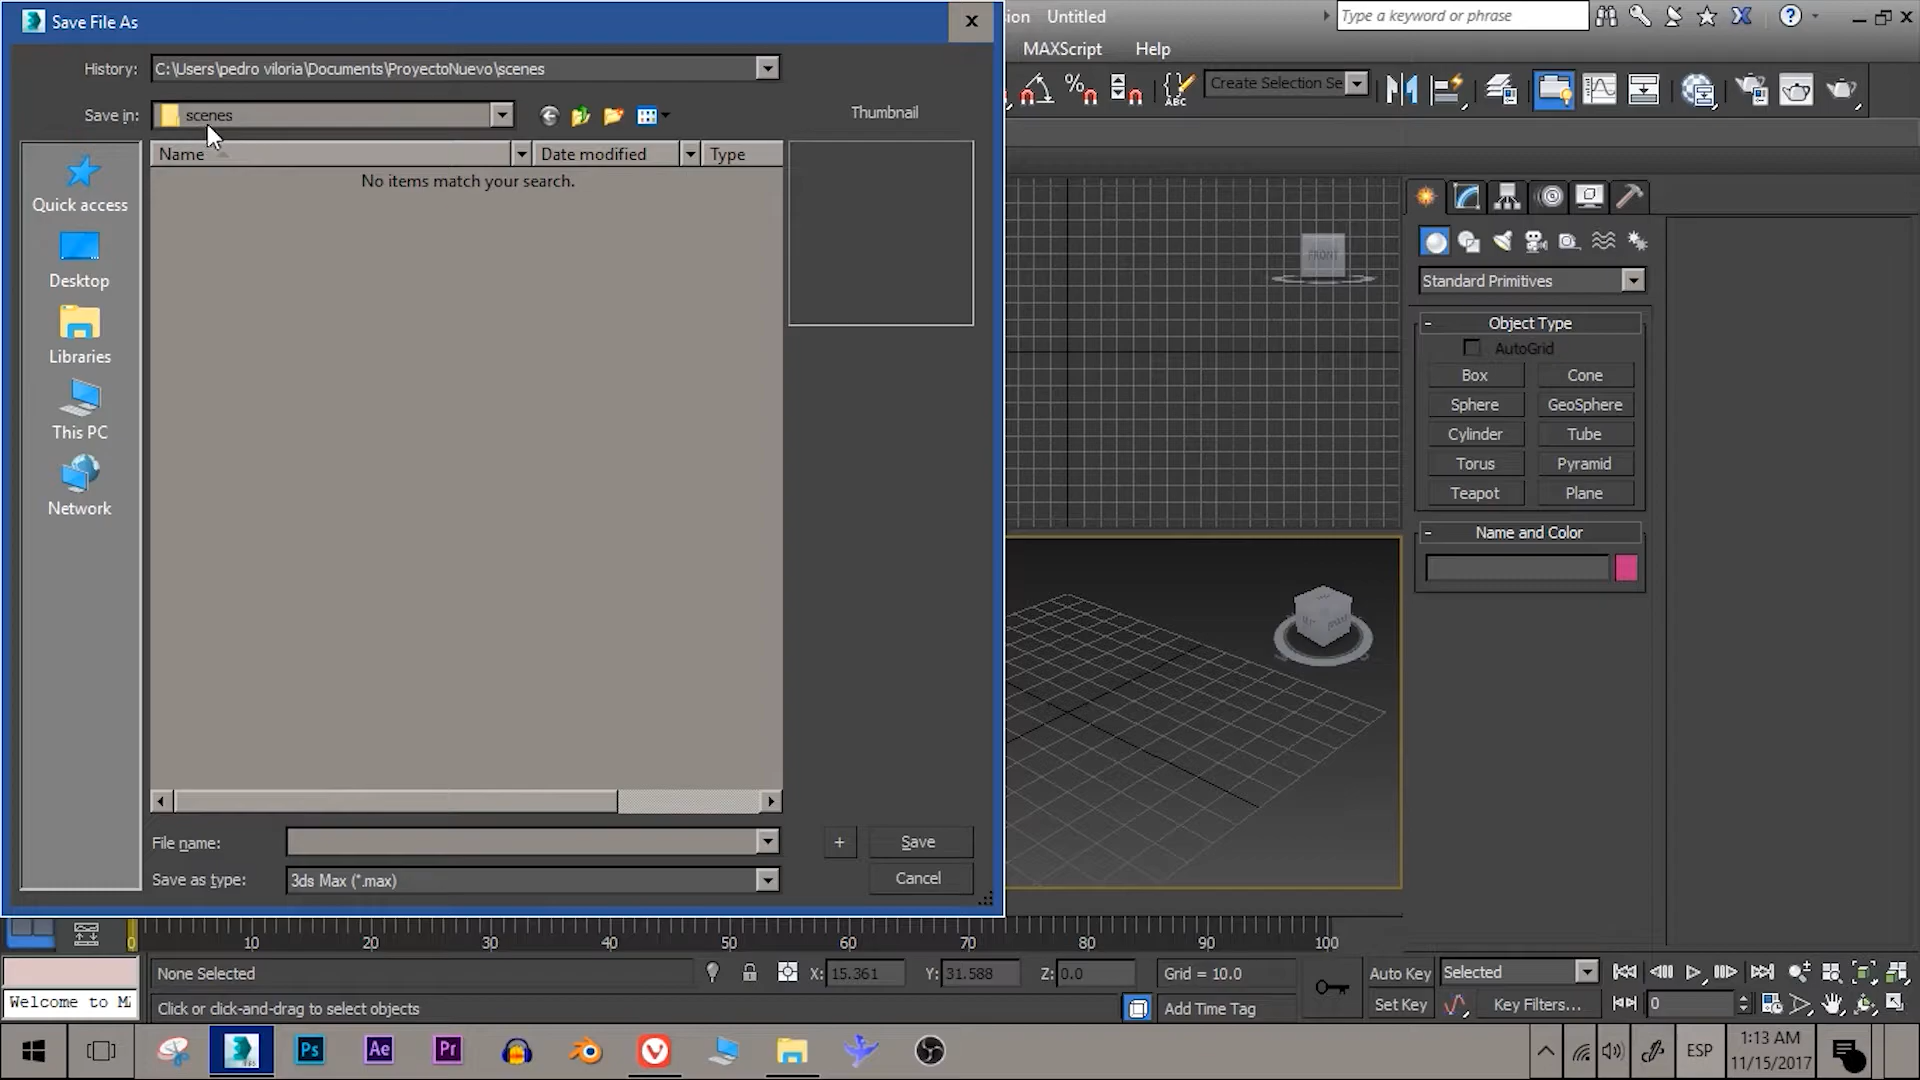 Save File As
ion Untitled
Type a keyword or phrase
MAXScript Help
History: C:\Users\pedro viloria\Documents\ProyectoNuevo\scenes
Save in: scenes
Thumbnail
ABC
Create Selection Se
Name Date modified Type
No items match your search.
Quick access
Desktop
Libraries
This PC
Network
FRONT
Standard Primitives
- Object Type
AutoGrid
Box Cone
Sphere GeoSphere
Cylinder Tube
Torus Pyramid
Teapot Plane
- Name and Color
File name:
+ Save
Save as type: 3ds Max (*.max)
Cancel
0 10 20 30 40 50 60 70 80 90 100
None Selected X: 15.361 Y: 31.588 Z: 0.0 Grid = 10.0 Auto Key Selected
Welcome to M
Click or click-and-drag to select objects Add Time Tag Set Key Key Filters... 0
Ps Ae Pr
ESP
1:13 AM
11/15/2017